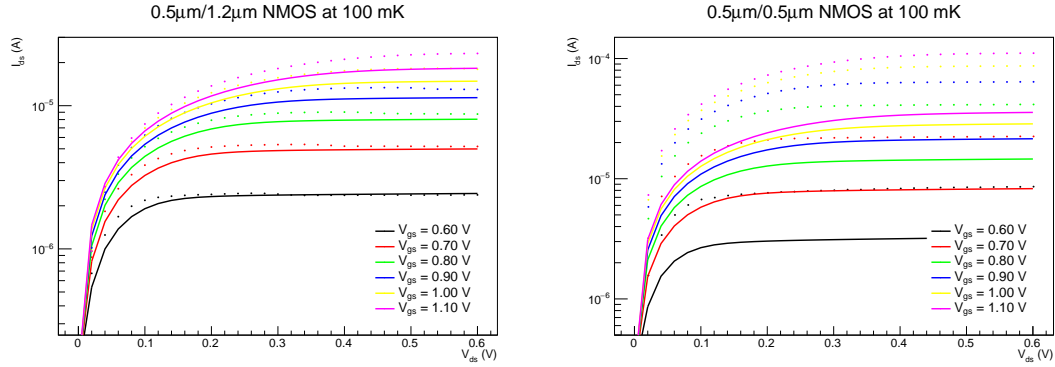 0.5μm/1.2μm NMOS at 100 mK
I_ds (A)
10⁻⁵
10⁻⁶
V_gs = 0.60 V
V_gs = 0.70 V
V_gs = 0.80 V
V_gs = 0.90 V
V_gs = 1.00 V
V_gs = 1.10 V
0 0.1 0.2 0.3 0.4 0.5 0.6
V_ds (V)
0.5μm/0.5μm NMOS at 100 mK
I_ds (A)
10⁻⁴
10⁻⁵
10⁻⁶
V_gs = 0.60 V
V_gs = 0.70 V
V_gs = 0.80 V
V_gs = 0.90 V
V_gs = 1.00 V
V_gs = 1.10 V
0 0.1 0.2 0.3 0.4 0.5 0.6
V_ds (V)